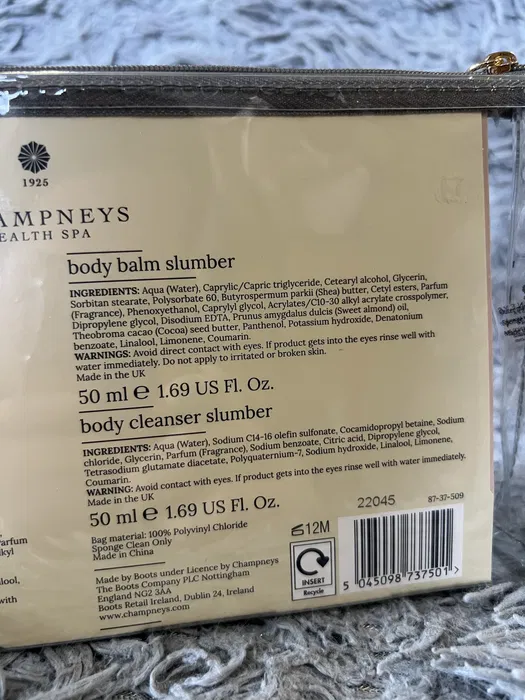 1925
AMPNEYS
EALTH SPA
body balm slumber
INGREDIENTS: Aqua (Water), Caprylic/Capric triglyceride, Cetearyl alcohol, Glycerin,
Sorbitan stearate, Polysorbate 60, Butyrospermum parkii (Shea) butter, Cetyl esters, Parfum
(Fragrance), Phenoxyethanol, Caprylyl glycol, Acrylates/C10-30 alkyl acrylate crosspolymer,
Dipropylene glycol, Disodium EDTA, Prunus amygdalus dulcis (Sweet almond) oil,
Theobroma cacao (Cocoa) seed butter, Panthenol, Potassium hydroxide, Denatonium
benzoate, Linalool, Limonene, Coumarin.
WARNINGS: Avoid direct contact with eyes. If product gets into the eyes rinse well with
water immediately. Do not apply to irritated or broken skin.
Made in the UK
50 ml e 1.69 US Fl. Oz.
body cleanser slumber
INGREDIENTS: Aqua (Water), Sodium C14-16 olefin sulfonate, Cocamidopropyl betaine, Sodium
chloride, Glycerin, Parfum (Fragrance), Sodium benzoate, Citric acid, Dipropylene glycol,
Tetrasodium glutamate diacetate, Polyquaternium-7, Sodium hydroxide, Linalool, Limonene,
Coumarin.
WARNING: Avoid contact with eyes. If product gets into the eyes rinse well with water immediately.
Made in the UK
50 ml e 1.69 US Fl. Oz.
22045
87-37-509
Bag material: 100% Polyvinyl Chloride
Sponge Clean Only
Made in China
12M
INSERT
Recycle
5 045098 737501 >
Made by Boots under Licence by Champneys
The Boots Company PLC Nottingham
England NG2 3AA
Boots Retail Ireland, Dublin 24, Ireland
www.champneys.com
arfum
lkyl
lool,
with